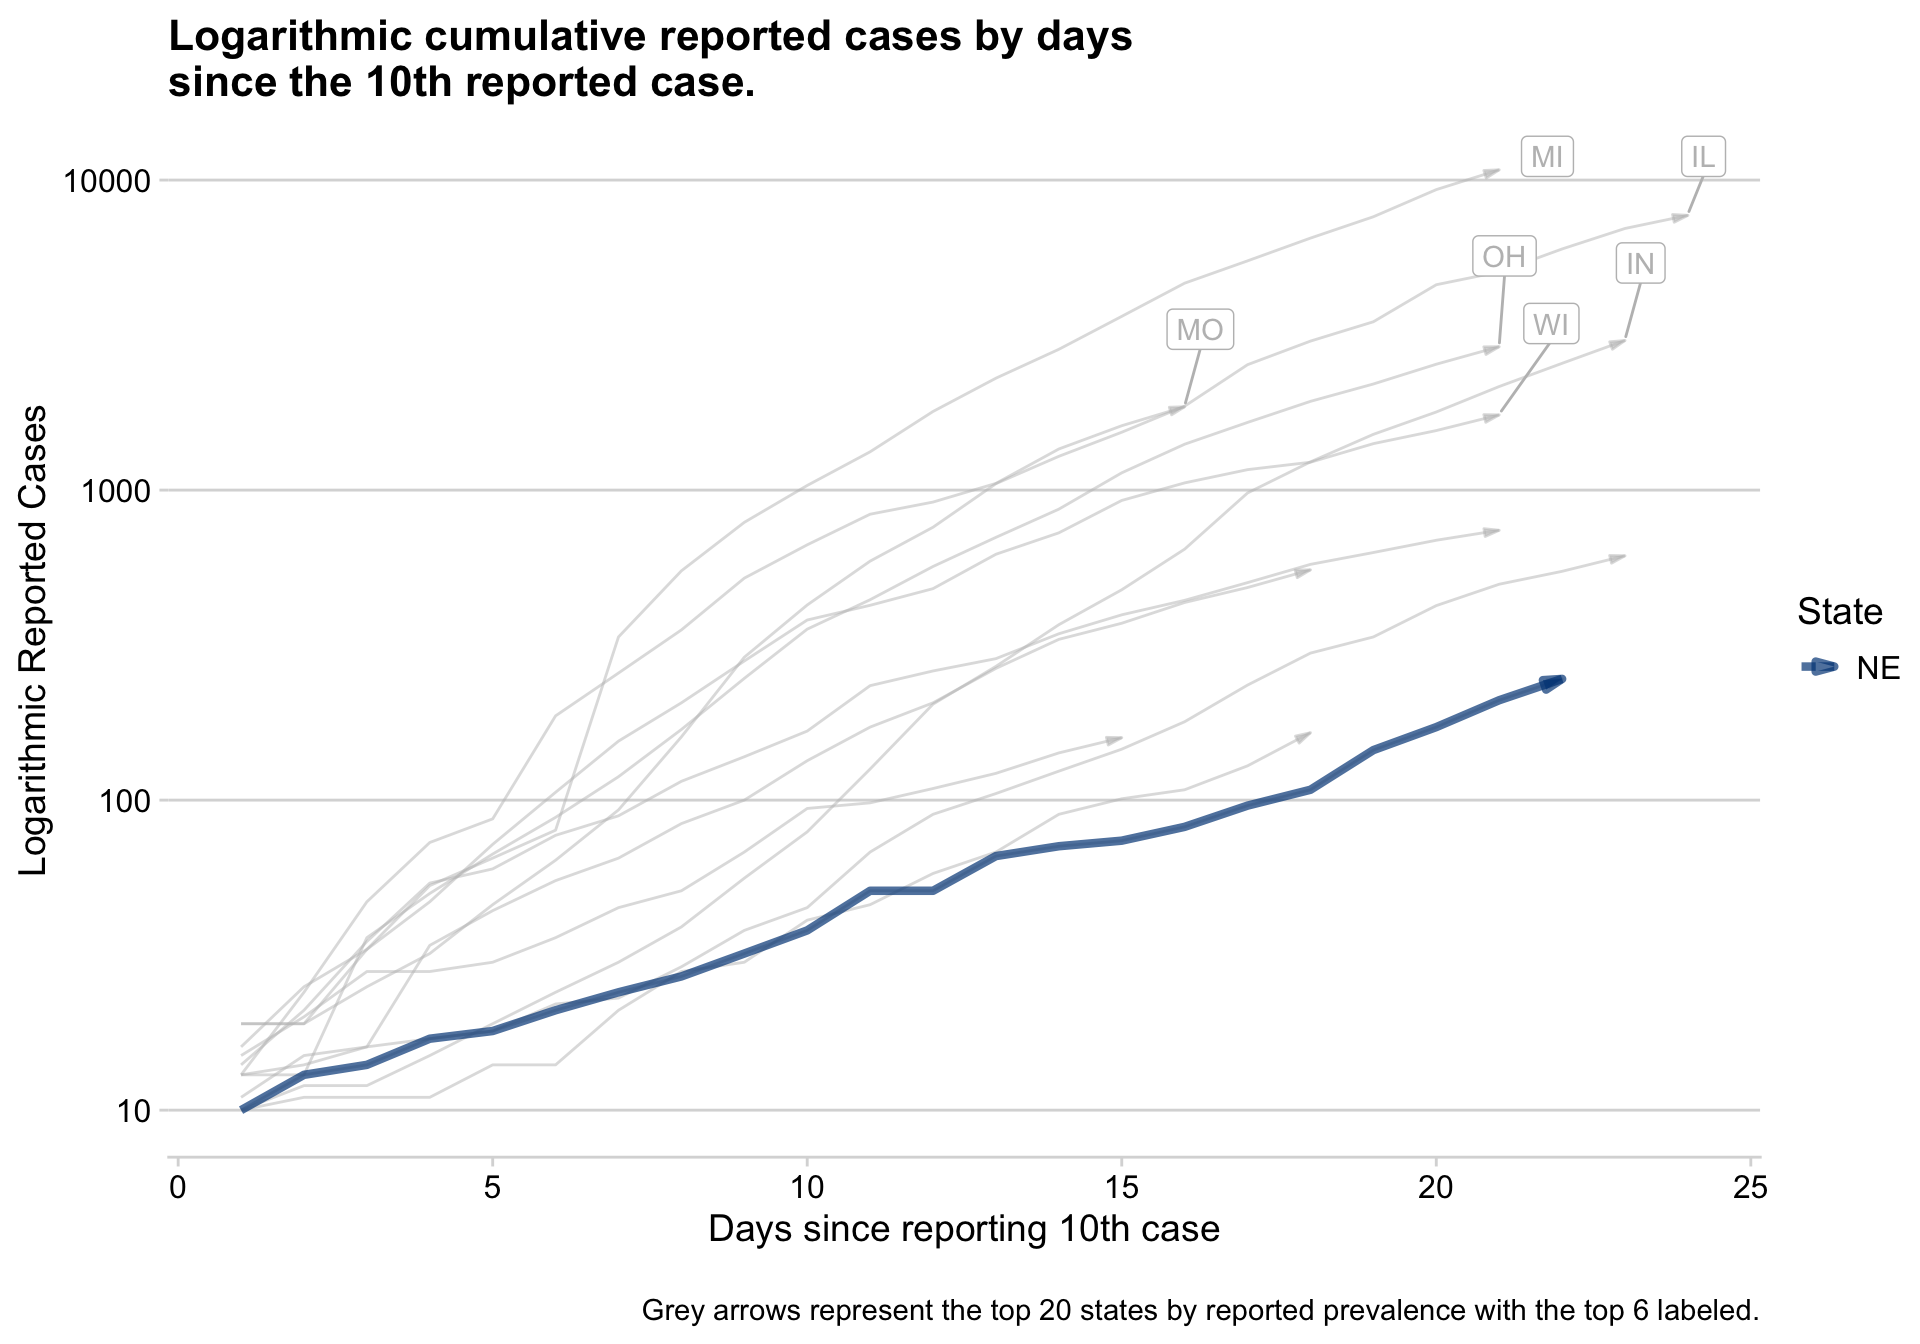 Logarithmic cumulative reported cases by days
since the 10th reported case.
MI
IL
OH
IN
WI
MO
10000
1000
100
10
Logarithmic Reported Cases
State
NE
0 5 10 15 20 25
Days since reporting 10th case
Grey arrows represent the top 20 states by reported prevalence with the top 6 labeled.